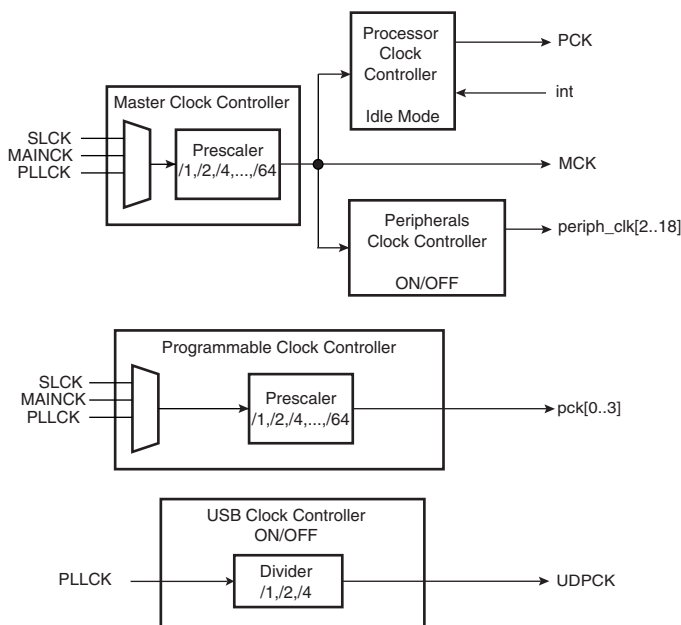 Processor
Clock
Controller
Idle Mode
PCK
int
Master Clock Controller
SLCK
MAINCK
PLLCK
Prescaler
/1,/2,/4,...,/64
MCK
Peripherals
Clock Controller
ON/OFF
periph_clk[2..18]
Programmable Clock Controller
SLCK
MAINCK
PLLCK
Prescaler
/1,/2,/4,...,/64
pck[0..3]
USB Clock Controller
ON/OFF
PLLCK
Divider
/1,/2,/4
UDPCK